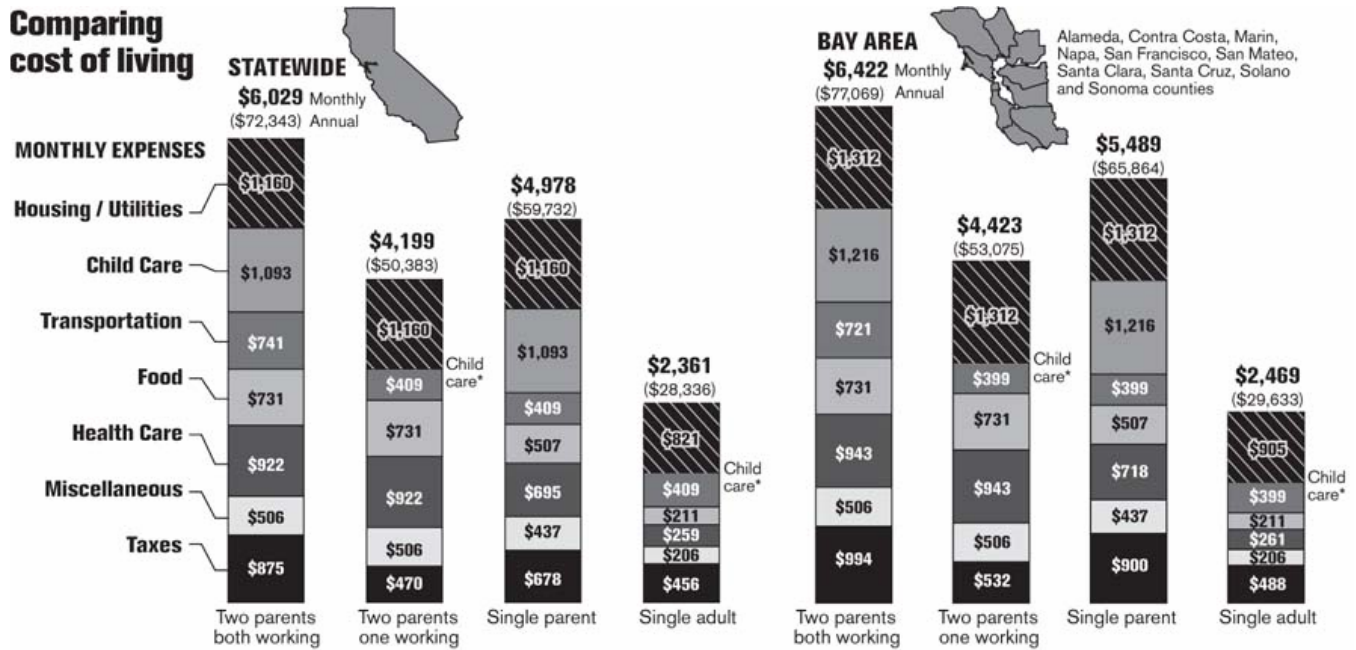 Comparing
cost of living
STATEWIDE
$6,029 Monthly
($72,343) Annual
MONTHLY EXPENSES
Housing / Utilities
Child Care
Transportation
Food
Health Care
Miscellaneous
Taxes
$1,160
$1,093
$741
$731
$922
$506
$875
Two parents
both working
$4,199
($50,383)
$1,160
Child
care*
$409
$731
$922
$506
$470
Two parents
one working
$4,978
($59,732)
$1,160
$1,093
$409
$507
$695
$437
$678
Single parent
$2,361
($28,336)
$821
Child
care*
$409
$211
$259
$206
$456
Single adult
BAY AREA
$6,422 Monthly
($77,069) Annual
Alameda, Contra Costa, Marin,
Napa, San Francisco, San Mateo,
Santa Clara, Santa Cruz, Solano
and Sonoma counties
$1,312
$1,216
$721
$731
$943
$506
$994
Two parents
both working
$4,423
($53,075)
$1,312
Child
care*
$399
$731
$943
$506
$532
Two parents
one working
$5,489
($65,864)
$1,312
$1,216
$399
$507
$718
$437
$900
Single parent
$2,469
($29,633)
$905
Child
care*
$399
$211
$261
$206
$488
Single adult